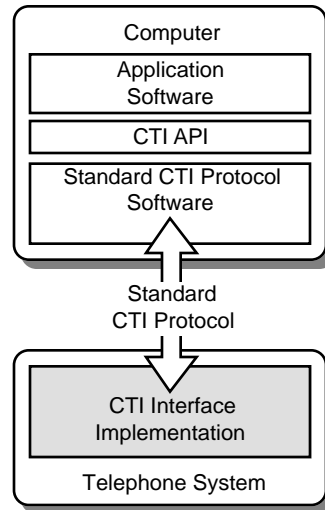 Computer
Application
Software
CTI API
Standard CTI Protocol
Software
Standard
CTI Protocol
CTI Interface
Implementation
Telephone System